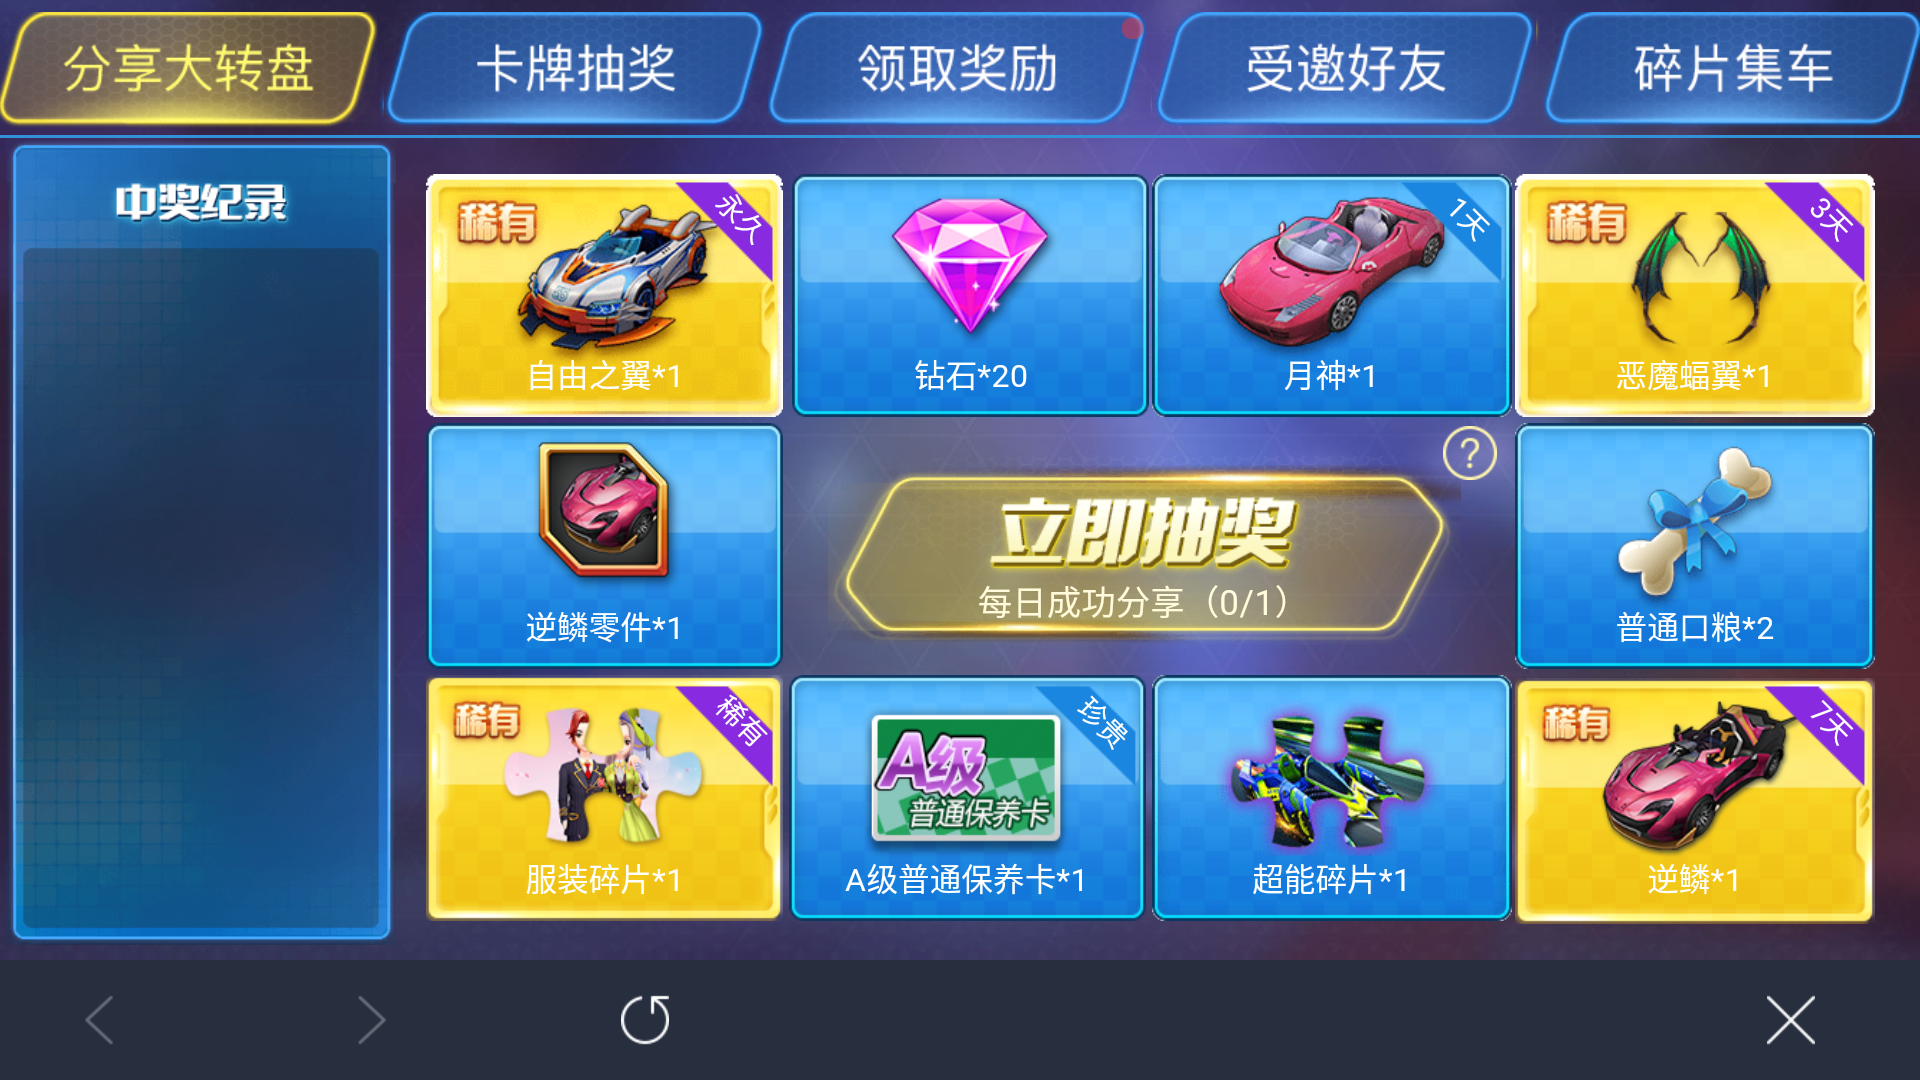 分享大转盘
卡牌抽奖
领取奖励
受邀好友
碎片集车
中奖纪录
稀有
永久
自由之翼*1
钻石*20
1天
月神*1
稀有
3天
恶魔蝠翼*1
逆鳞零件*1
立即抽奖
每日成功分享（0/1）
?
普通口粮*2
稀有
稀有
服装碎片*1
珍贵
A级
普通保养卡
A级普通保养卡*1
超能碎片*1
稀有
7天
逆鳞*1